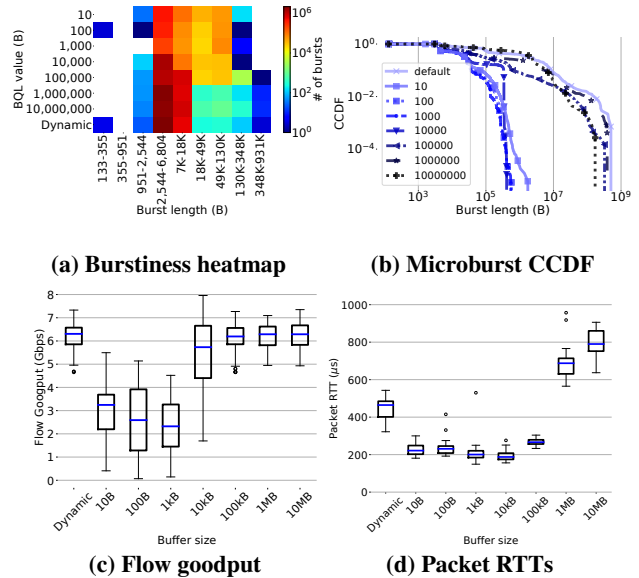 BQL value (B)
10
100
1,000
10,000
100,000
1,000,000
10,000,000
Dynamic
133-355
355-951
951-2,544
2,544-6,804
7K-18K
18K-49K
49K-130K
130K-348K
348K-931K
Burst length (B)
10^6
10^4
10^2
10^0
# of bursts
(a) Burstiness heatmap
CCDF
10^0
10^-2
10^-4
default
10
100
1000
10000
100000
1000000
10000000
10^3 10^5 10^7 10^9
Burst length (B)
(b) Microburst CCDF
Flow Goodput (Gbps)
8
7
6
5
4
3
2
1
0
Dynamic 10B 100B 1kB 10kB 100kB 1MB 10MB
Buffer size
(c) Flow goodput
Packet RTT (µs)
1000
800
600
400
200
0
Dynamic 10B 100B 1kB 10kB 100kB 1MB 10MB
Buffer size
(d) Packet RTTs